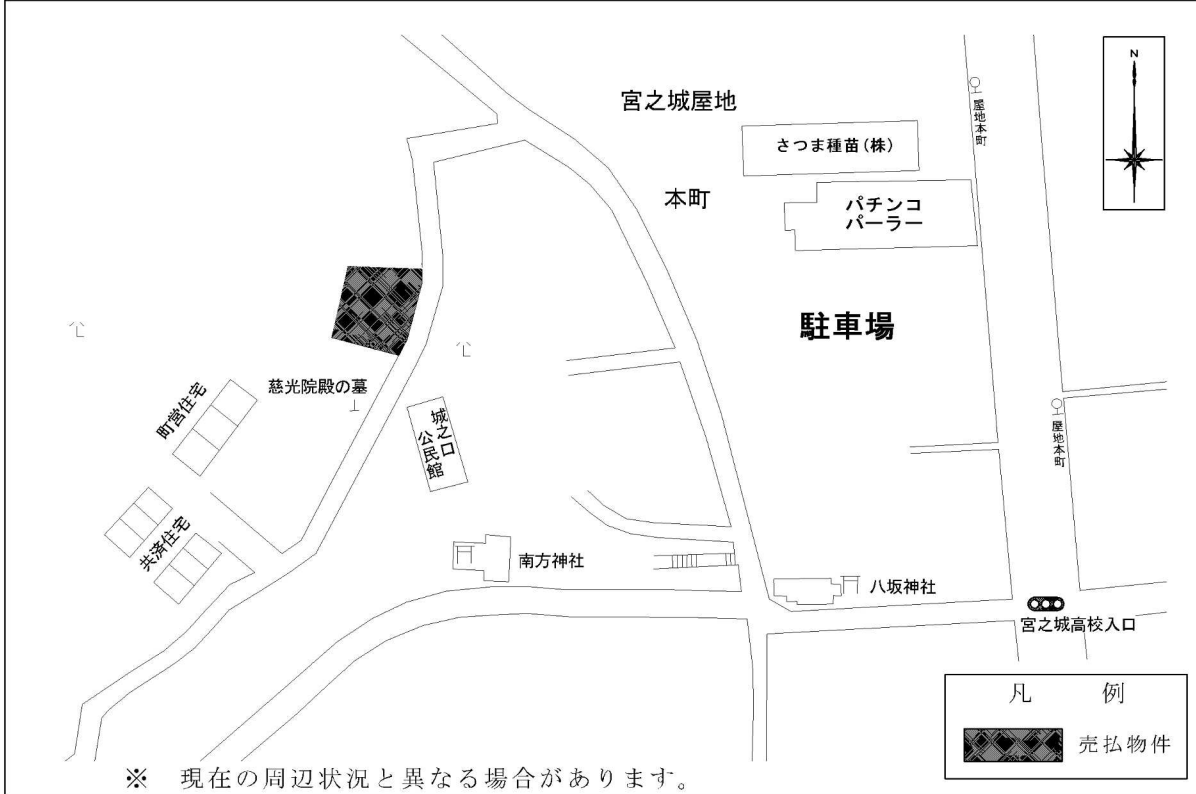 N
宮之城屋地
屋地本町
さつま種苗(株)
本町
パチンコ
パーラー
駐車場
慈光院殿の墓
町営住宅
城之口
公民館
屋地本町
共済住宅
南方神社
八坂神社
宮之城高校入口
凡 例
売払物件
※ 現在の周辺状況と異なる場合があります。